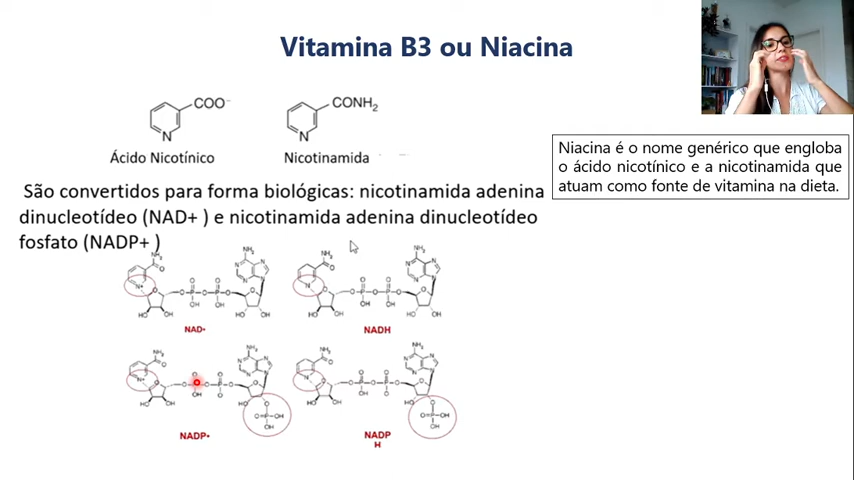 Vitamina B3 ou Niacina
COO⁻
N
Ácido Nicotínico
CONH₂
N
Nicotinamida
Niacina é o nome genérico que engloba
o ácido nicotínico e a nicotinamida que
atuam como fonte de vitamina na dieta.
São convertidos para forma biológicas: nicotinamida adenina
dinucleotídeo (NAD+ ) e nicotinamida adenina dinucleotídeo
fosfato (NADP+ )
NAD+
NADH
NADP+
NADP
H